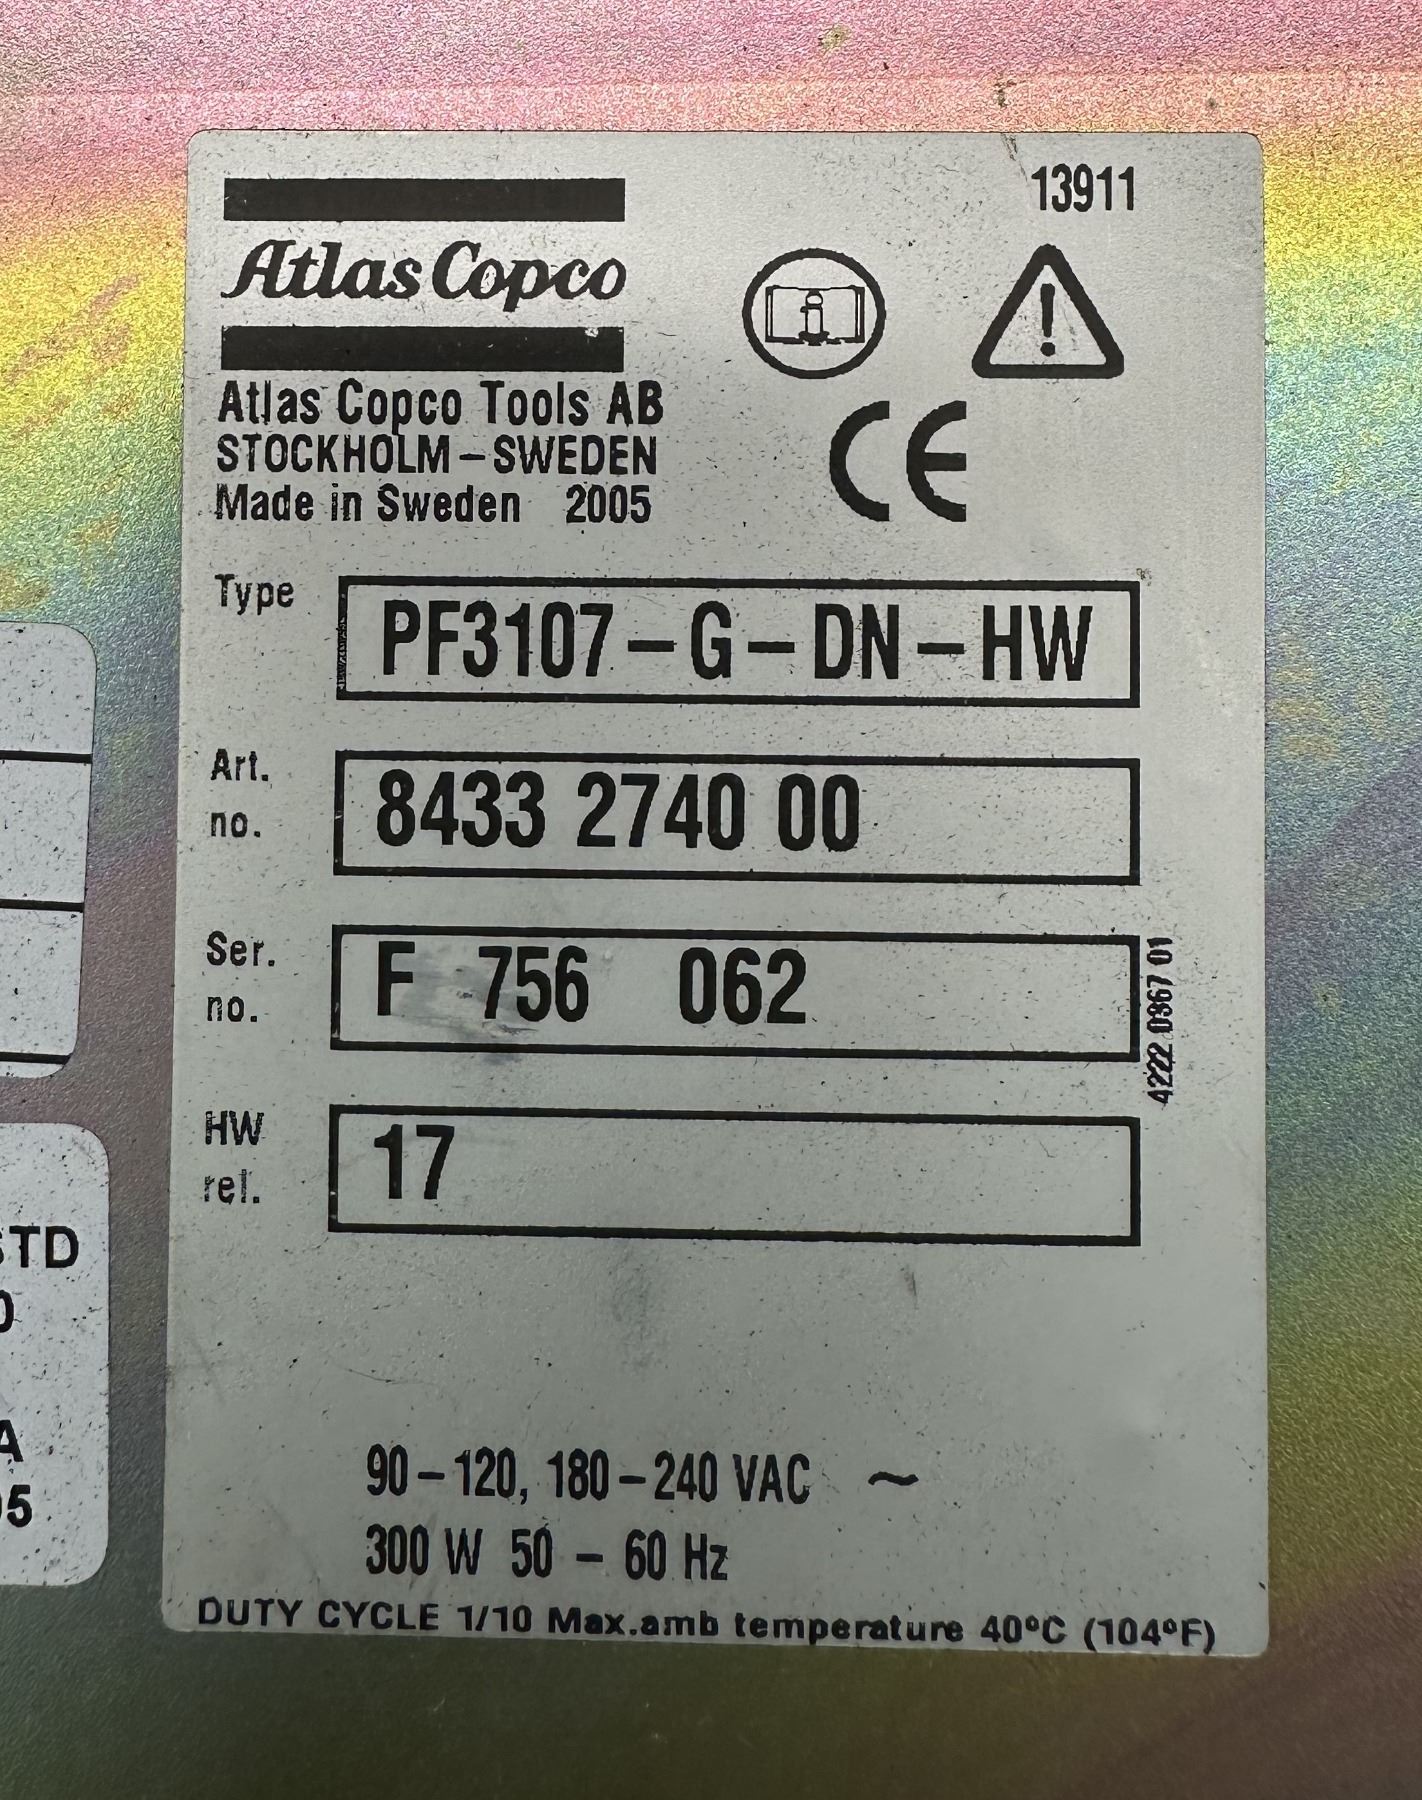 13911
Atlas Copco
Atlas Copco Tools AB
STOCKHOLM – SWEDEN
Made in Sweden 2005
CE
Type PF3107 – G – DN – HW
Art. no. 8433 2740 00
Ser. no. F 756 062
4222 0367 01
HW rel. 17
90 – 120, 180 – 240 VAC ~
300 W 50 – 60 Hz
DUTY CYCLE 1/10 Max.amb temperature 40°C (104°F)
STD
0
A
05